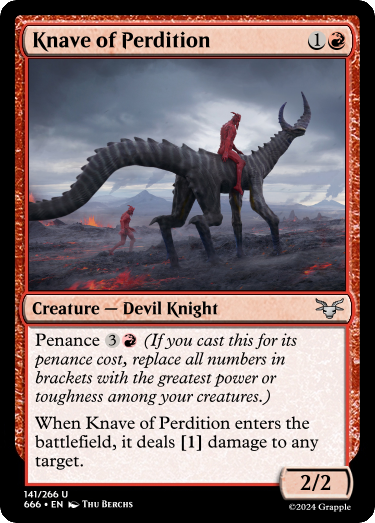 Knave of Perdition 1
Creature — Devil Knight
Penance 3 (If you cast this for its
penance cost, replace all numbers in
brackets with the greatest power or
toughness among your creatures.)
When Knave of Perdition enters the
battlefield, it deals [1] damage to any
target.
2/2
141/266 U
666 • EN Thu Berchs
©2024 Grapple